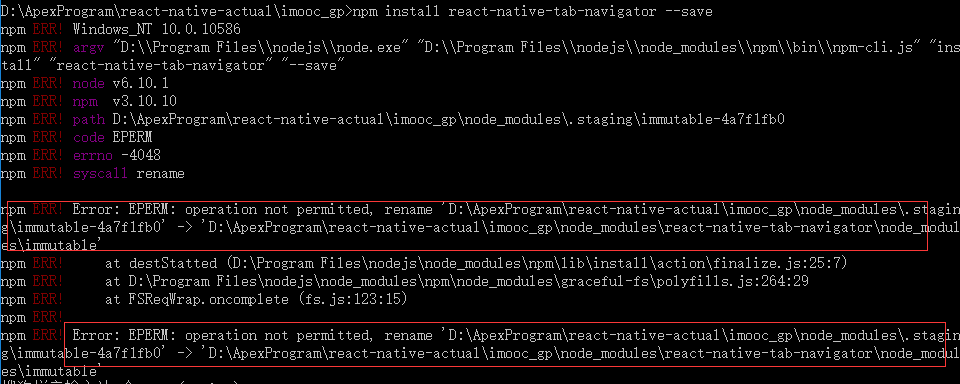 D:\ApexProgram\react-native-actual\imooc_gp>npm install react-native-tab-navigator --save
npm ERR! Windows_NT 10.0.10586
npm ERR! argv "D:\\Program Files\\nodejs\\node.exe" "D:\\Program Files\\nodejs\\node_modules\\npm\\bin\\npm-cli.js" "ins
tall" "react-native-tab-navigator" "--save"
npm ERR! node v6.10.1
npm ERR! npm  v3.10.10
npm ERR! path D:\ApexProgram\react-native-actual\imooc_gp\node_modules\.staging\immutable-4a7f1fb0
npm ERR! code EPERM
npm ERR! errno -4048
npm ERR! syscall rename
npm ERR! Error: EPERM: operation not permitted, rename 'D:\ApexProgram\react-native-actual\imooc_gp\node_modules\.stagin
g\immutable-4a7f1fb0' -> 'D:\ApexProgram\react-native-actual\imooc_gp\node_modules\react-native-tab-navigator\node_modul
es\immutable'
npm ERR!     at destStatted (D:\Program Files\nodejs\node_modules\npm\lib\install\action\finalize.js:25:7)
npm ERR!     at D:\Program Files\nodejs\node_modules\npm\node_modules\graceful-fs\polyfills.js:264:29
npm ERR!     at FSReqWrap.oncomplete (fs.js:123:15)
npm ERR!
npm ERR! Error: EPERM: operation not permitted, rename 'D:\ApexProgram\react-native-actual\imooc_gp\node_modules\.stagin
g\immutable-4a7f1fb0' -> 'D:\ApexProgram\react-native-actual\imooc_gp\node_modules\react-native-tab-navigator\node_modul
es\immutable'